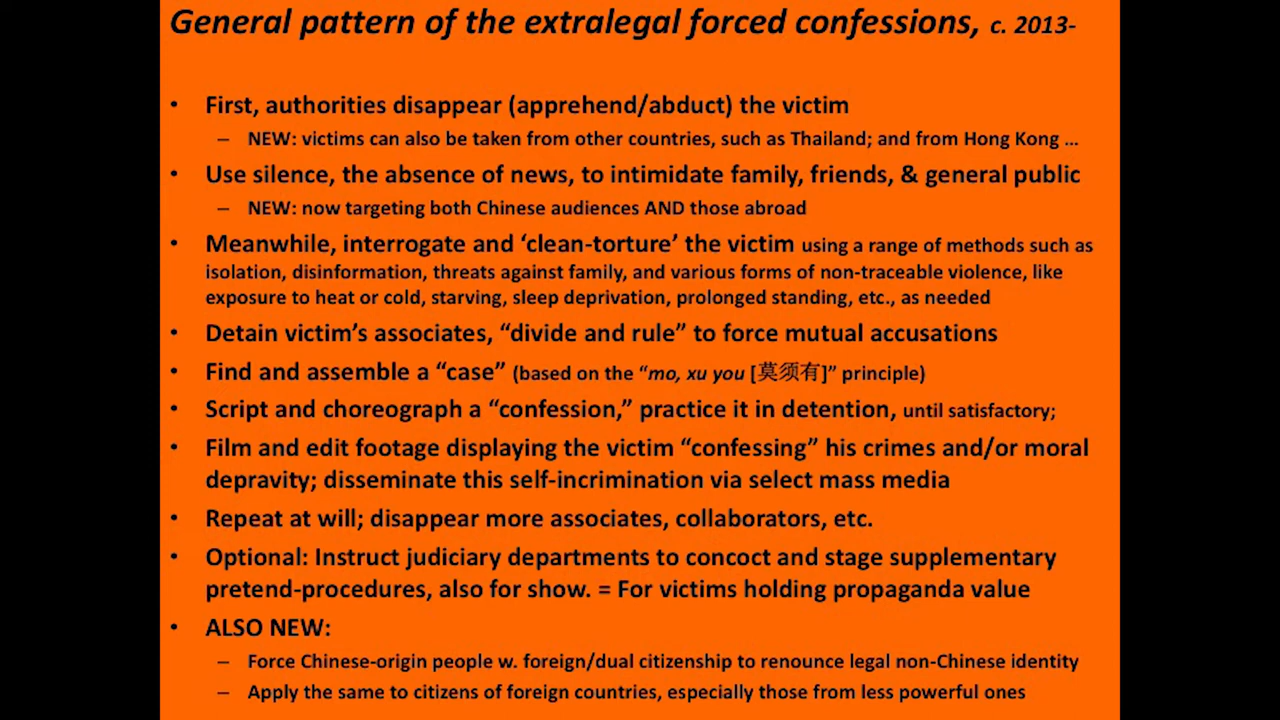 General pattern of the extralegal forced confessions, c. 2013-
• First, authorities disappear (apprehend/abduct) the victim
– NEW: victims can also be taken from other countries, such as Thailand; and from Hong Kong …
• Use silence, the absence of news, to intimidate family, friends, & general public
– NEW: now targeting both Chinese audiences AND those abroad
• Meanwhile, interrogate and ‘clean-torture’ the victim using a range of methods such as
isolation, disinformation, threats against family, and various forms of non-traceable violence, like
exposure to heat or cold, starving, sleep deprivation, prolonged standing, etc., as needed
• Detain victim’s associates, “divide and rule” to force mutual accusations
• Find and assemble a “case” (based on the “mo, xu you [莫须有]” principle)
• Script and choreograph a “confession,” practice it in detention, until satisfactory;
• Film and edit footage displaying the victim “confessing” his crimes and/or moral
depravity; disseminate this self-incrimination via select mass media
• Repeat at will; disappear more associates, collaborators, etc.
• Optional: Instruct judiciary departments to concoct and stage supplementary
pretend-procedures, also for show. = For victims holding propaganda value
• ALSO NEW:
– Force Chinese-origin people w. foreign/dual citizenship to renounce legal non-Chinese identity
– Apply the same to citizens of foreign countries, especially those from less powerful ones